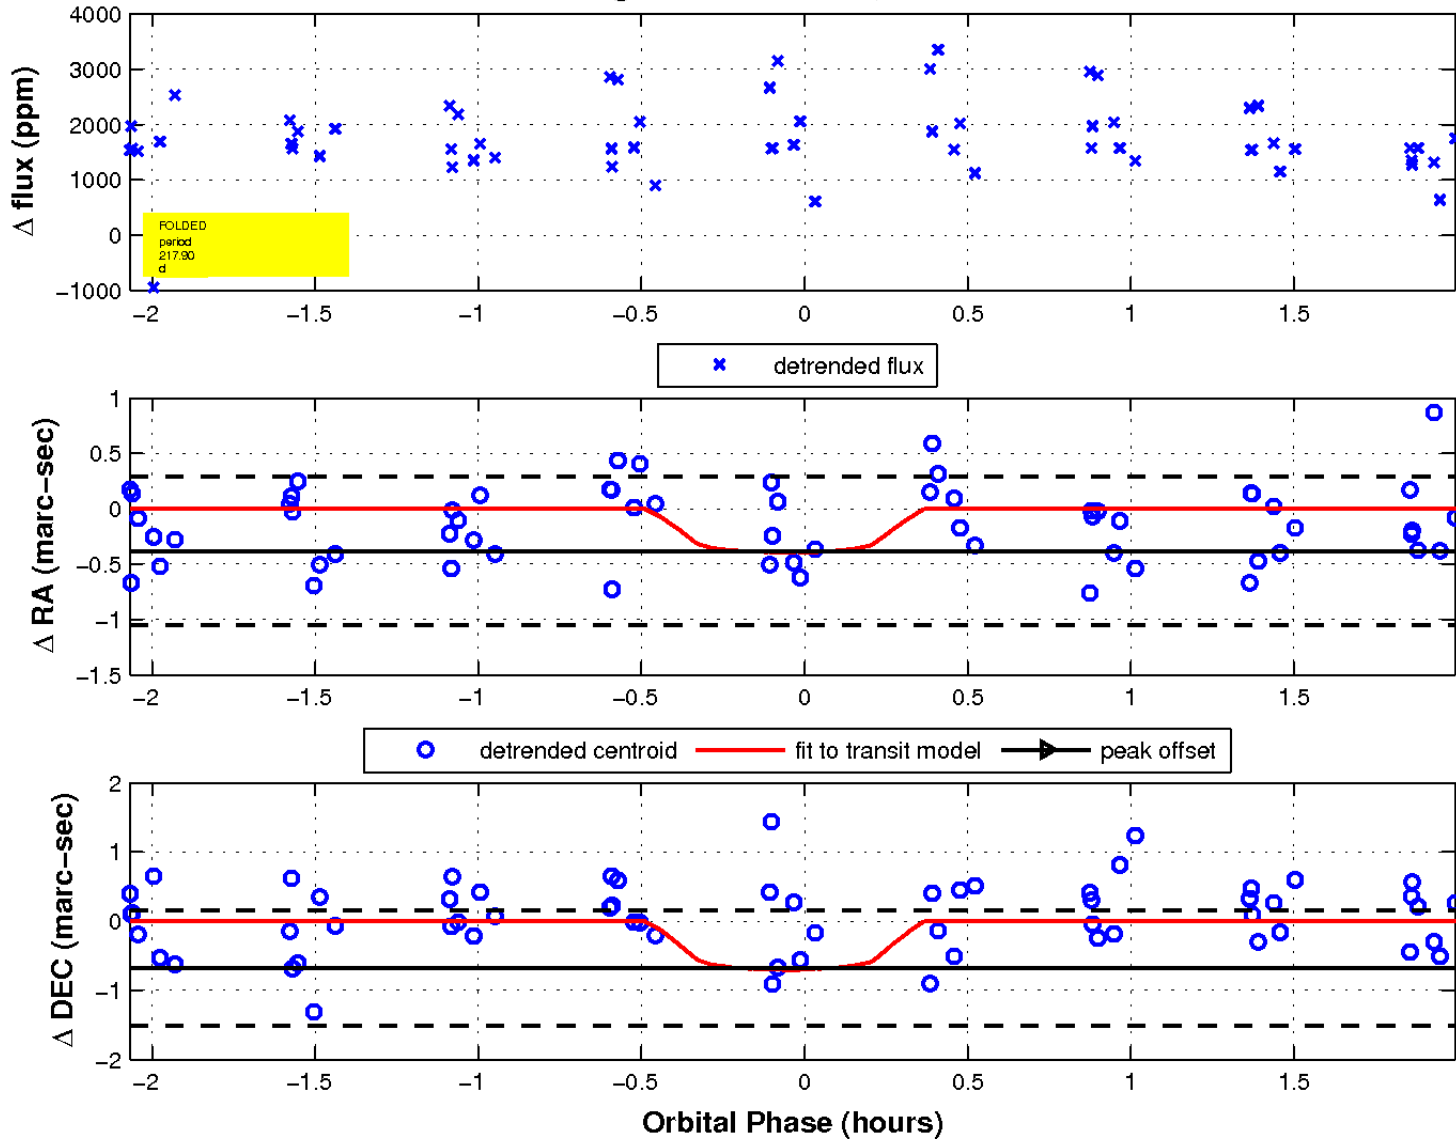 4000
3000
2000
1000
0
−1000
Δ flux (ppm)
FOLDED
period
217.90
d
−2 −1.5 −1 −0.5 0 0.5 1 1.5
detrended flux
1
0.5
0
−0.5
−1
−1.5
Δ RA (marc−sec)
−2 −1.5 −1 −0.5 0 0.5 1 1.5
detrended centroid fit to transit model peak offset
2
1
0
−1
−2
Δ DEC (marc−sec)
−2 −1.5 −1 −0.5 0 0.5 1 1.5
Orbital Phase (hours)